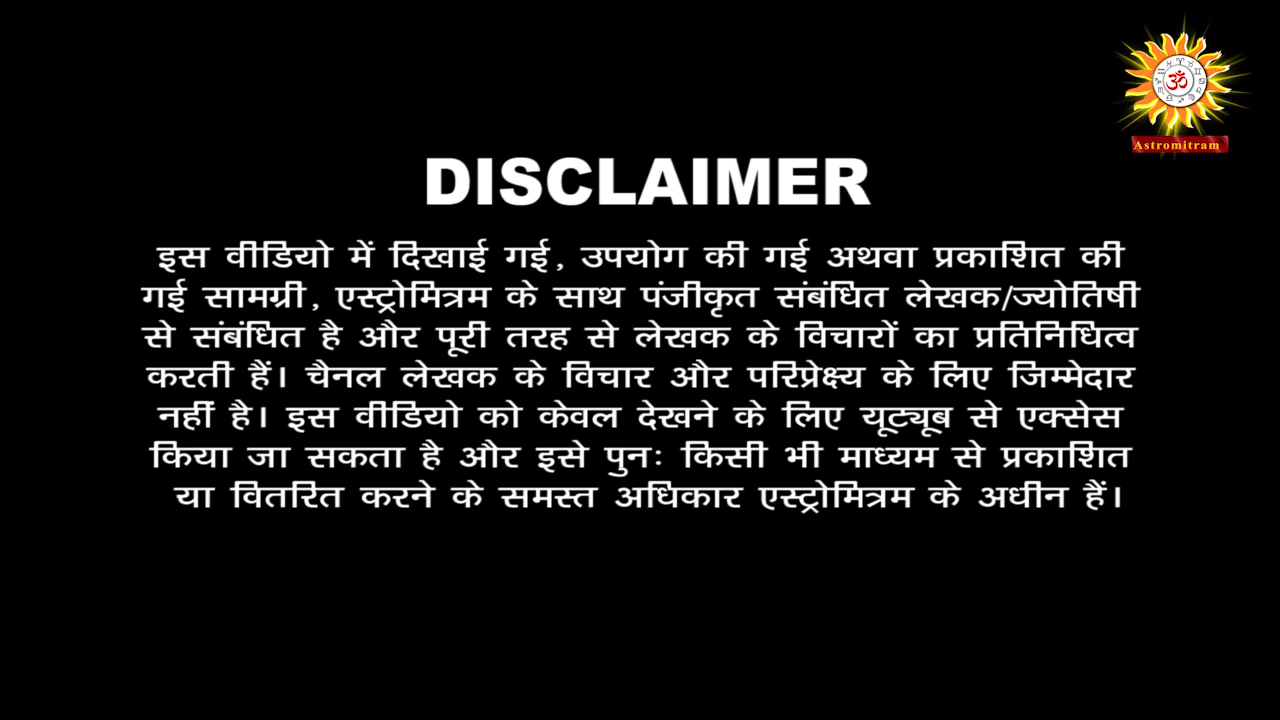 Astromitram
DISCLAIMER
इस वीडियो में दिखाई गई, उपयोग की गई अथवा प्रकाशित की
गई सामग्री, एस्ट्रोमित्रम के साथ पंजीकृत संबंधित लेखक/ज्योतिषी
से संबंधित है और पूरी तरह से लेखक के विचारों का प्रतिनिधित्व
करती हैं। चैनल लेखक के विचार और परिप्रेक्ष्य के लिए जिम्मेदार
नहीं है। इस वीडियो को केवल देखने के लिए यूट्यूब से एक्सेस
किया जा सकता है और इसे पुनः किसी भी माध्यम से प्रकाशित
या वितरित करने के समस्त अधिकार एस्ट्रोमित्रम के अधीन हैं।